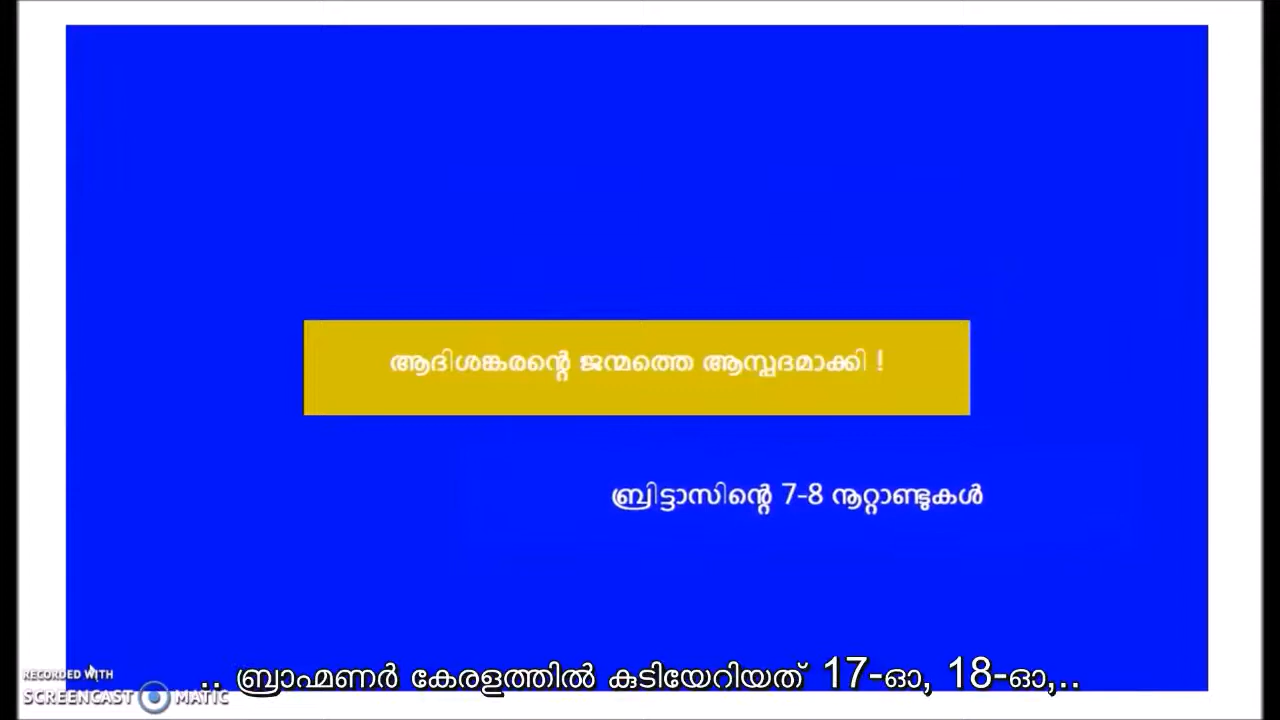 ആദിശങ്കരന്റെ ജന്മത്തെ ആസ്പദമാക്കി !
ബ്രിട്ടാസിന്റെ 7-8 നൂറ്റാണ്ടുകൾ
.. ബ്രാഹ്മണർ കേരളത്തിൽ കുടിയേറിയത് 17-ഓ, 18-ഓ,..
RECORDED WITH
SCREENCAST MATIC